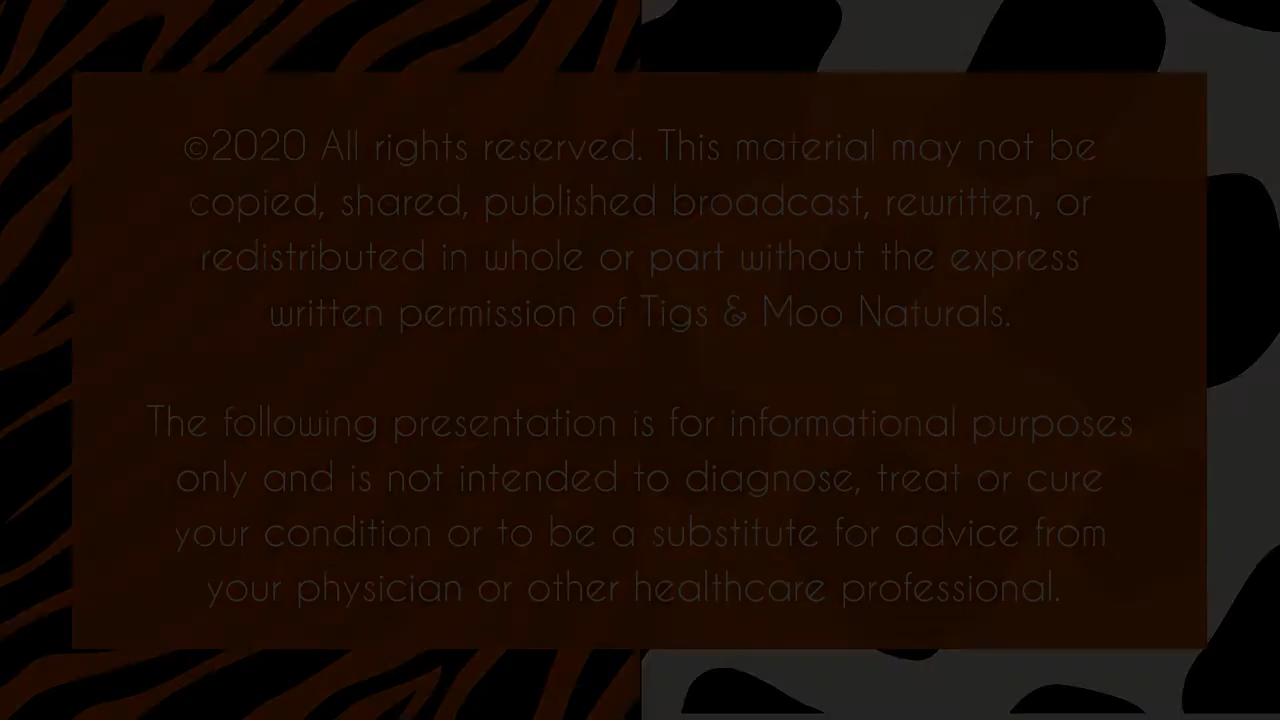 ©2020 All rights reserved. This material may not be
copied, shared, published broadcast, rewritten, or
redistributed in whole or part without the express
written permission of Tigs & Moo Naturals.
The following presentation is for informational purposes
only and is not intended to diagnose, treat or cure
your condition or to be a substitute for advice from
your physician or other healthcare professional.